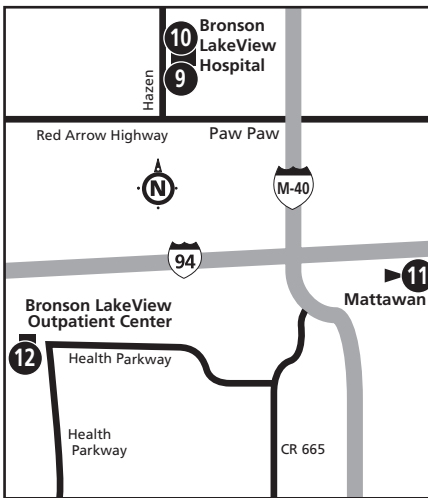 10
Bronson
LakeView
Hospital
9
Hazen
Red Arrow Highway
Paw Paw
N
M-40
94
11
Mattawan
Bronson LakeView
Outpatient Center
12
Health Parkway
Health
Parkway
CR 665